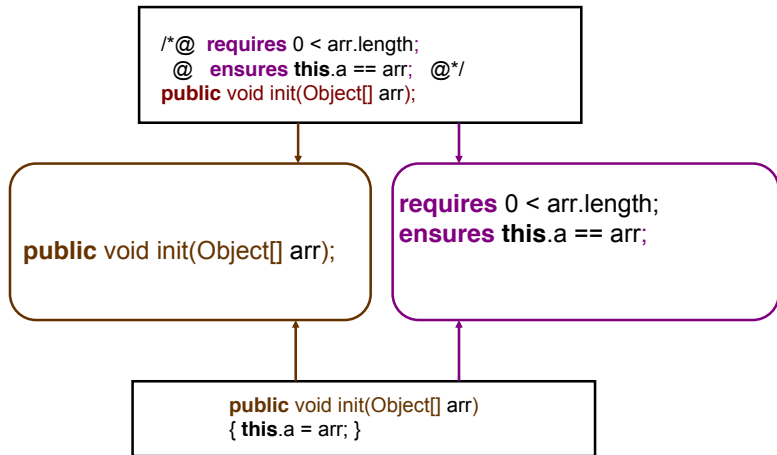 /*@ requires 0 < arr.length;
@ ensures this.a == arr; @*/
public void init(Object[] arr);
public void init(Object[] arr);
requires 0 < arr.length;
ensures this.a == arr;
public void init(Object[] arr)
{ this.a = arr; }